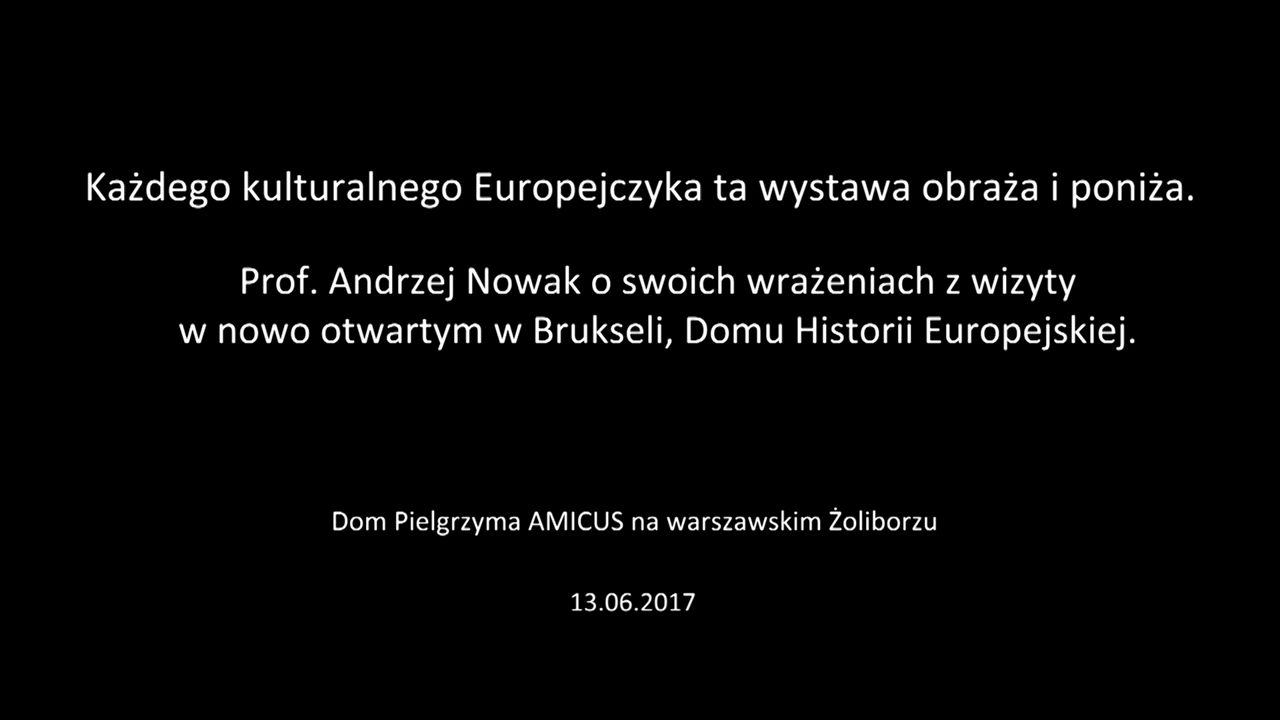 Każdego kulturalnego Europejczyka ta wystawa obraża i poniża.
Prof. Andrzej Nowak o swoich wrażeniach z wizyty
w nowo otwartym w Brukseli, Domu Historii Europejskiej.
Dom Pielgrzyma AMICUS na warszawskim Żoliborzu
13.06.2017